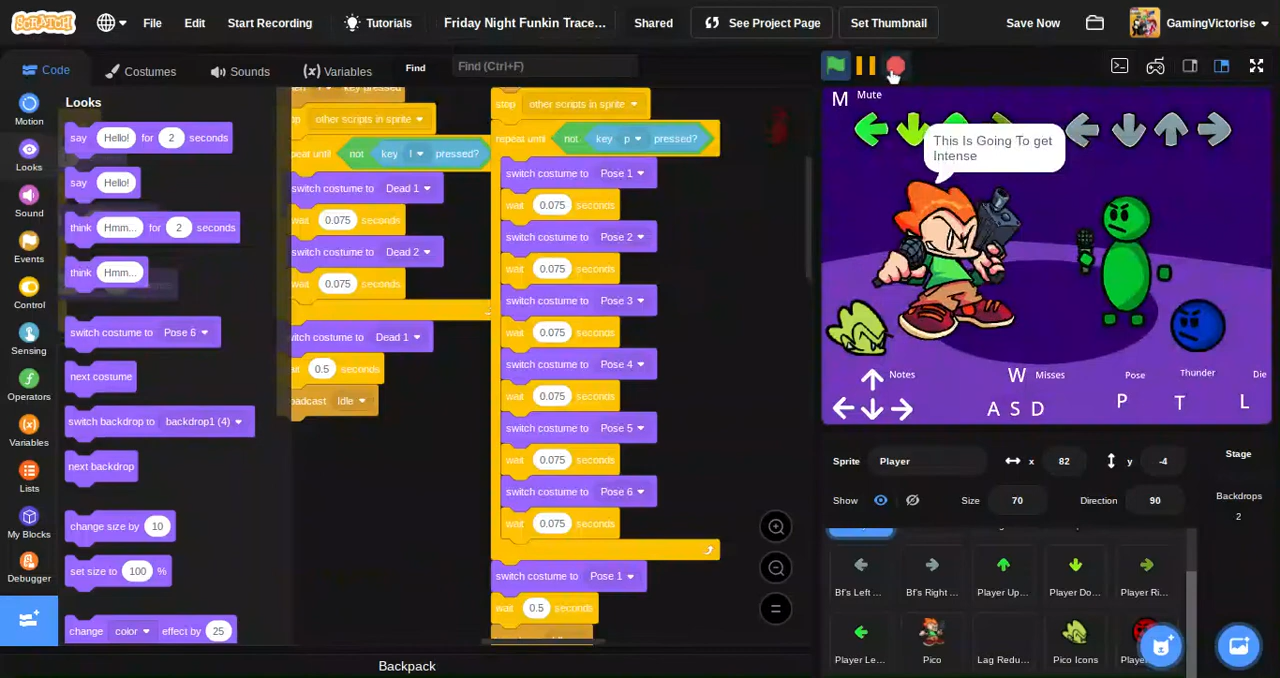 SCRATCH
File
Edit
Start Recording
Tutorials
Friday Night Funkin Trace...
Shared
See Project Page
Set Thumbnail
Save Now
GamingVictorise
Code
Costumes
Sounds
(x) Variables
Find
Find (Ctrl+F)
Motion
Looks
Sound
Events
Control
Sensing
Operators
Variables
Lists
My Blocks
Debugger
Looks
say Hello! for 2 seconds
say Hello!
think Hmm... for 2 seconds
think Hmm...
switch costume to Pose 6
next costume
switch backdrop to backdrop1 (4)
next backdrop
change size by 10
set size to 100 %
change color effect by 25
key pressed
other scripts in sprite
peat until not key l pressed?
switch costume to Dead 1
wait 0.075 seconds
switch costume to Dead 2
wait 0.075 seconds
witch costume to Dead 1
ait 0.5 seconds
oadcast Idle
stop other scripts in sprite
repeat until not key p pressed?
switch costume to Pose 1
wait 0.075 seconds
switch costume to Pose 2
wait 0.075 seconds
switch costume to Pose 3
wait 0.075 seconds
switch costume to Pose 4
wait 0.075 seconds
switch costume to Pose 5
wait 0.075 seconds
switch costume to Pose 6
wait 0.075 seconds
switch costume to Pose 1
wait 0.5 seconds
Backpack
M Mute
This Is Going To get
Intense
Notes
W Misses
A S D
Pose
P
Thunder
T
Die
L
Sprite Player x 82 y -4
Show Size 70 Direction 90
Stage
Backdrops
2
Bf's Left ...
Bf's Right ...
Player Up...
Player Do...
Player Ri...
Player Le...
Pico
Lag Redu...
Pico Icons
Player